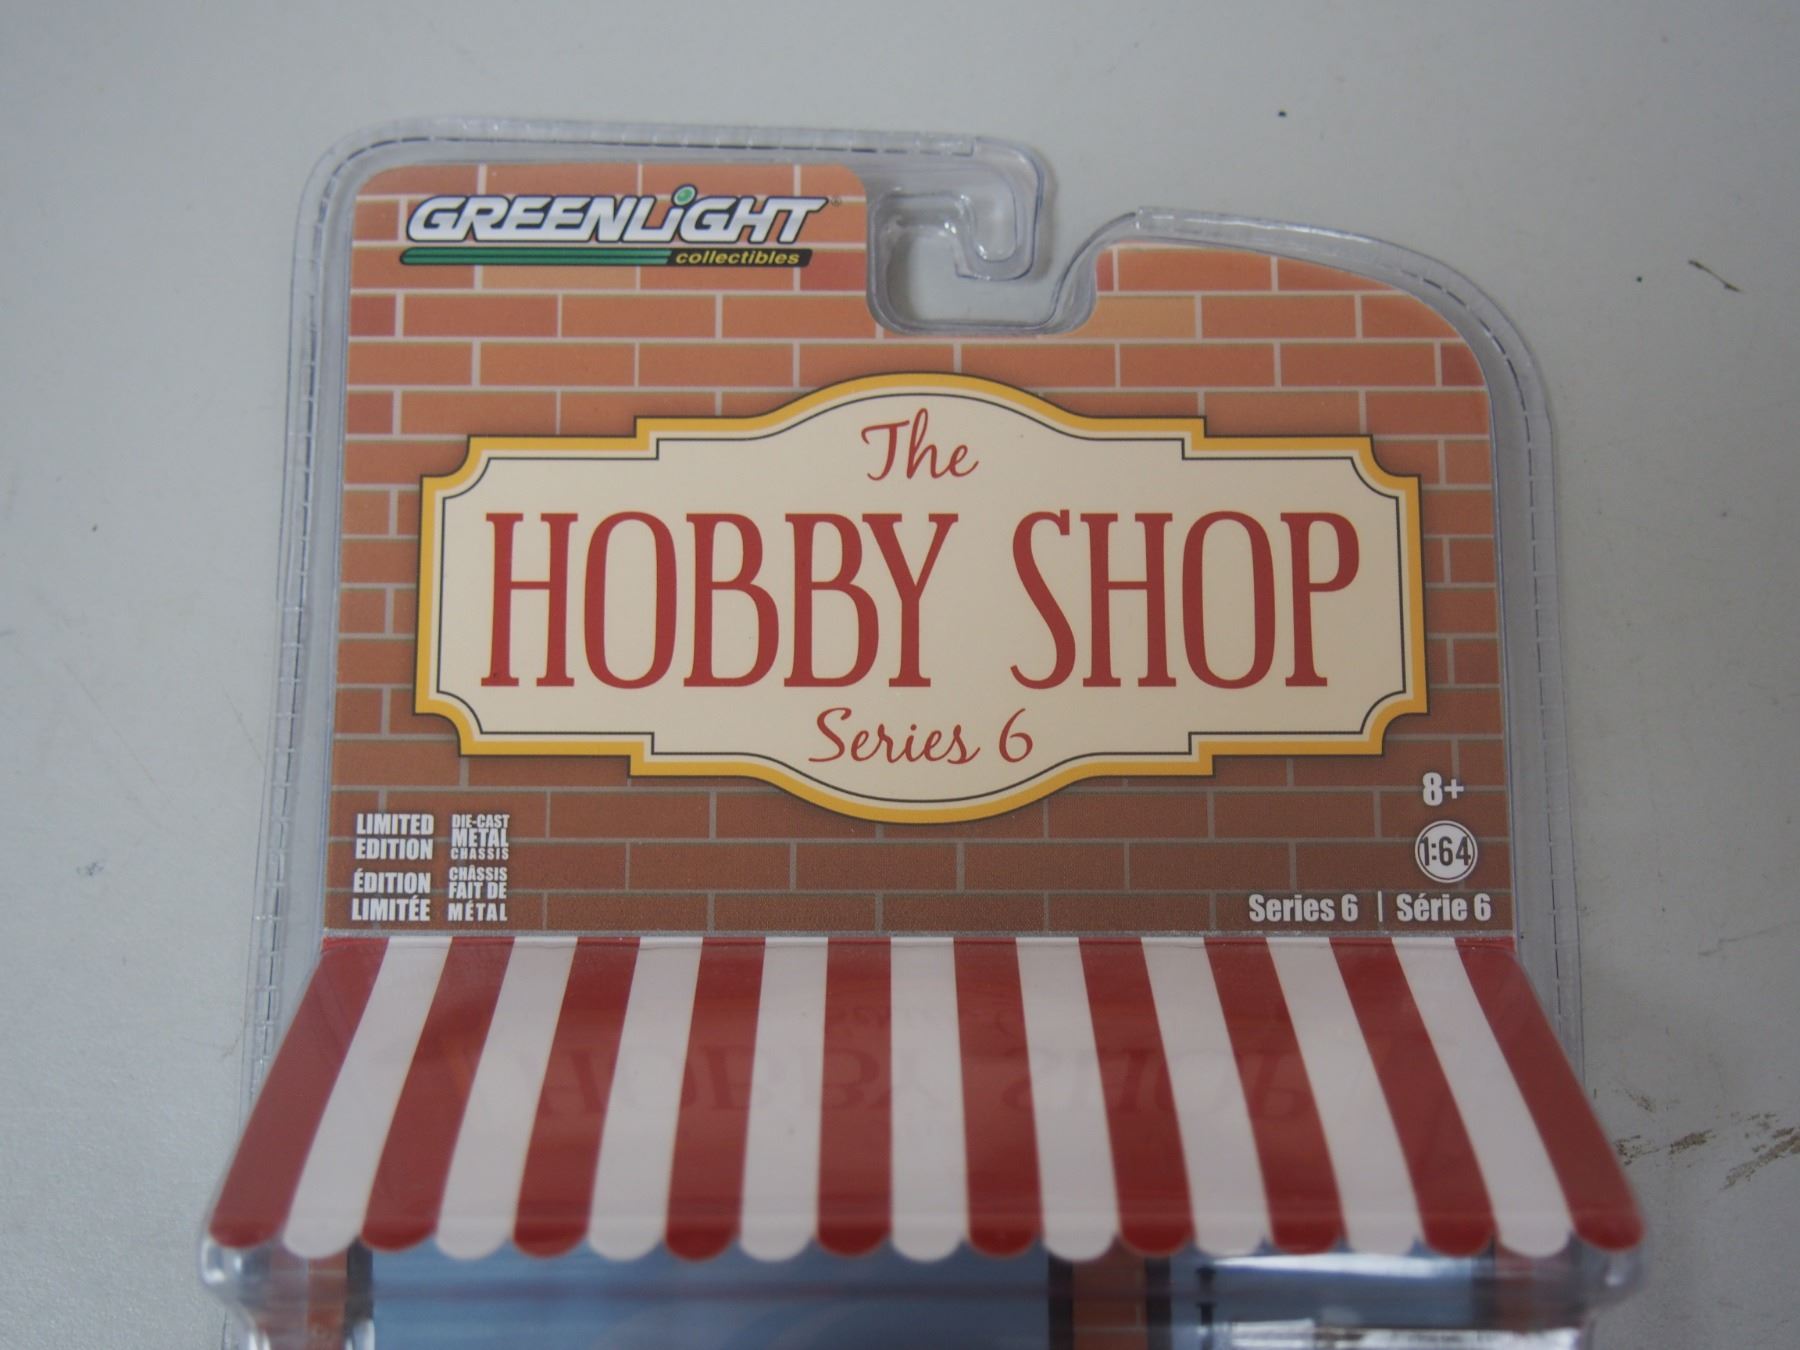 GREENLiGHT®
collectibles
The
HOBBY SHOP
Series 6
8+
1:64
LIMITED
EDITION
ÉDITION
LIMITÉE
DIE-CAST
METAL
CHASSIS
CHÂSSIS
FAIT DE
MÉTAL
Series 6 | Série 6